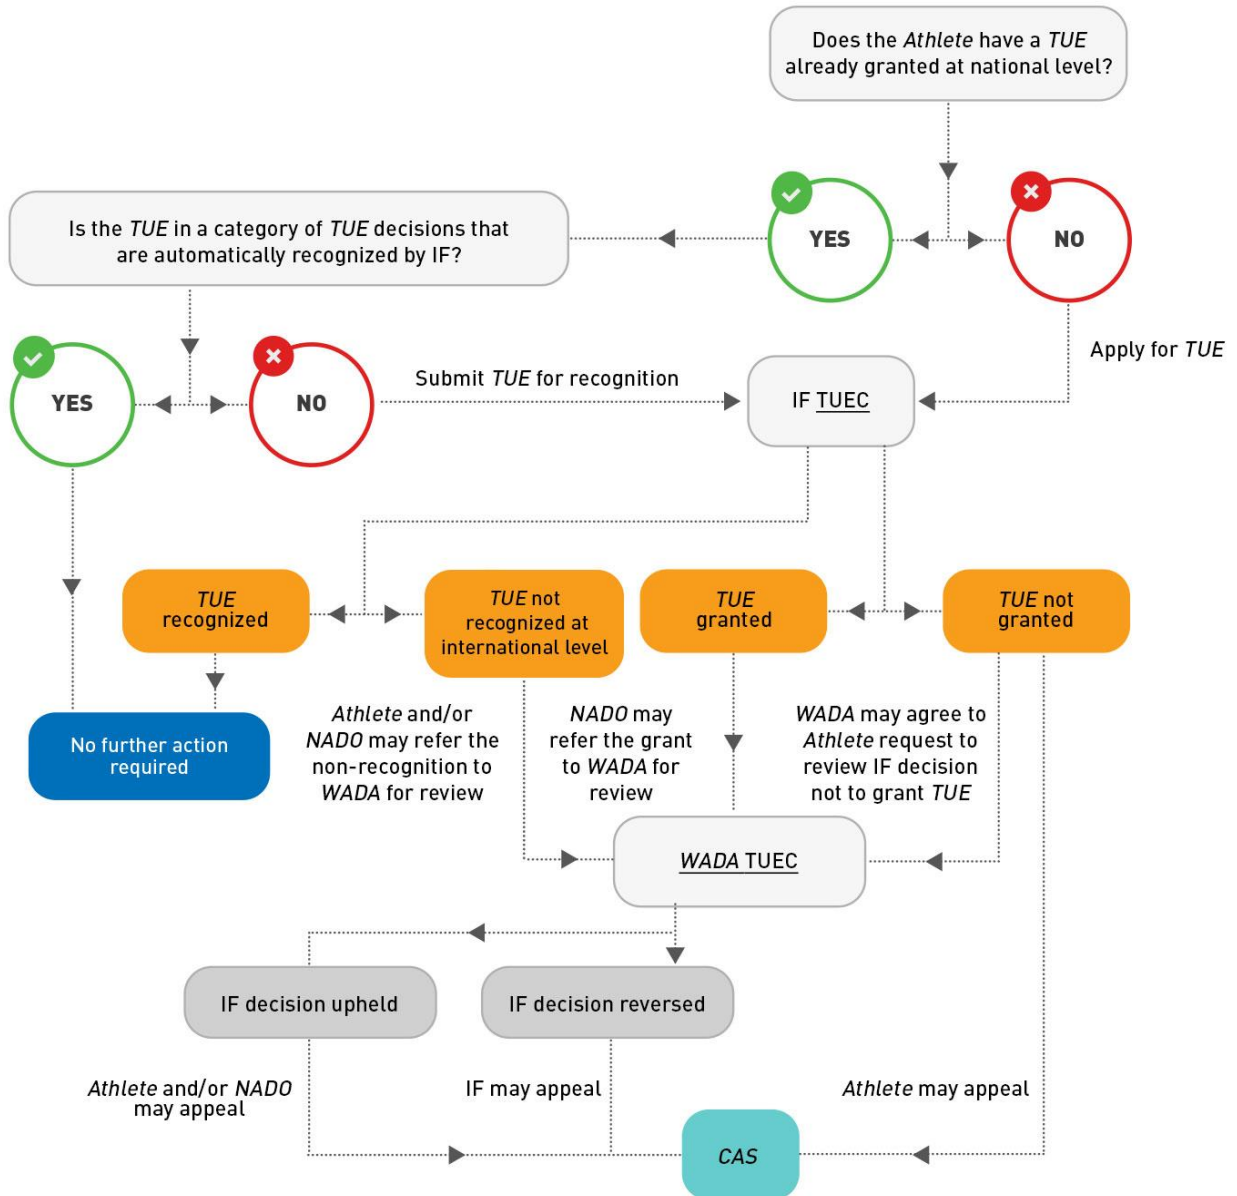 Does the Athlete have a TUE
already granted at national level?
YES
NO
Is the TUE in a category of TUE decisions that
are automatically recognized by IF?
YES
NO
Submit TUE for recognition
Apply for TUE
IF TUEC
TUE
recognized
TUE not
recognized at
international level
TUE
granted
TUE not
granted
No further action
required
Athlete and/or
NADO may refer the
non-recognition to
WADA for review
NADO may
refer the grant
to WADA for
review
WADA may agree to
Athlete request to
review IF decision
not to grant TUE
WADA TUEC
IF decision upheld
IF decision reversed
Athlete and/or NADO
may appeal
IF may appeal
Athlete may appeal
CAS